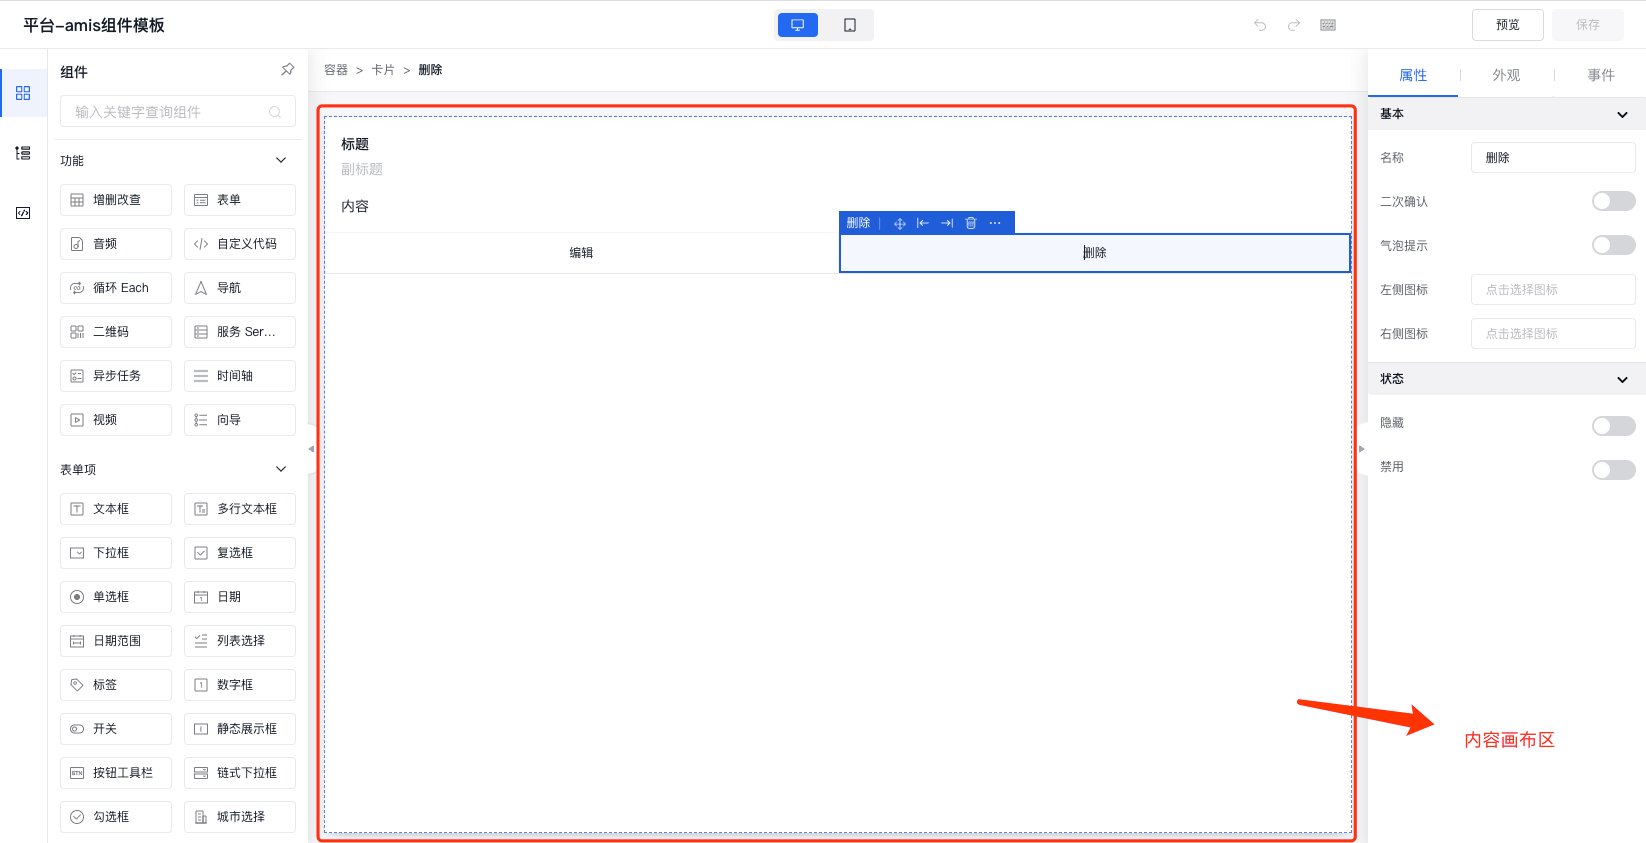 平台-amis组件模板
预览
保存
组件
输入关键字查询组件
功能
增删改查 表单
音频 自定义代码
循环 Each 导航
二维码 服务 Ser...
异步任务 时间轴
视频 向导
表单项
文本框 多行文本框
下拉框 复选框
单选框 日期
日期范围 列表选择
标签 数字框
开关 静态展示框
按钮工具栏 链式下拉框
勾选框 城市选择
容器 > 卡片 > 删除
标题
副标题
内容
删除
编辑 删除
属性 外观 事件
基本
名称 删除
二次确认
气泡提示
左侧图标 点击选择图标
右侧图标 点击选择图标
状态
隐藏
禁用
内容画布区